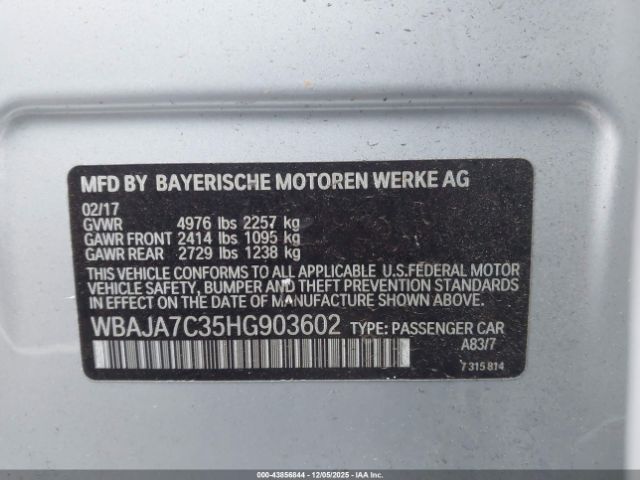 MFD BY BAYERISCHE MOTOREN WERKE AG
02/17
GVWR 4976 lbs 2257 kg
GAWR FRONT 2414 lbs 1095 kg
GAWR REAR 2729 lbs 1238 kg
THIS VEHICLE CONFORMS TO ALL APPLICABLE U.S.FEDERAL MOTOR
VEHICLE SAFETY, BUMPER AND THEFT PREVENTION STANDARDS
IN EFFECT ON THE DATE OF MANUFACTURE SHOWN ABOVE.
WBAJA7C35HG903602 TYPE: PASSENGER CAR
A83/7
7 315 814
000-43856844 - 12/05/2025 - IAA Inc.